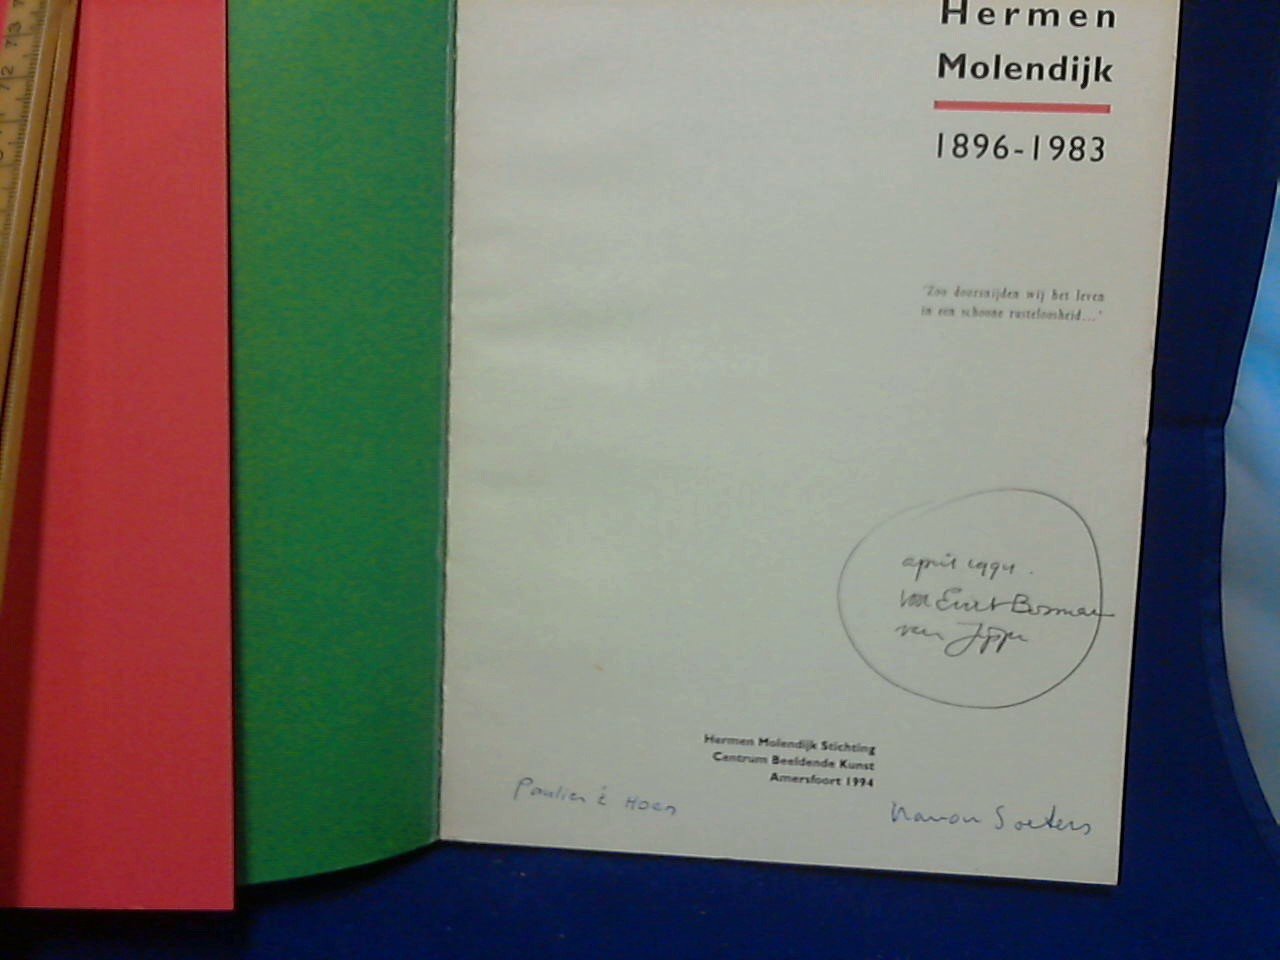 Hermen
Molendijk
1896-1983
'Zoo doorsnijden wij het leven
in een schoone rusteloosheid...'
april 1994.
voor Evert Bosman
van Jippe
Hermen Molendijk Stichting
Centrum Beeldende Kunst
Amersfoort 1994
Paulien 't Hoen
Manon Soeters